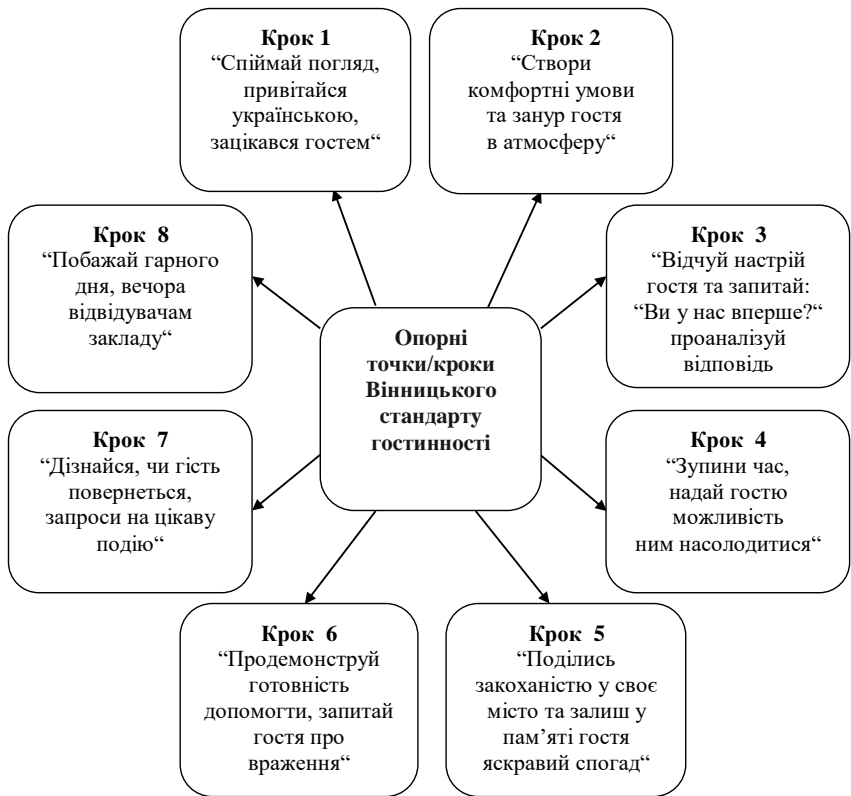 Крок 1
“Спіймай погляд,
привітайся
українською,
зацікався гостем“
Крок 2
“Створи
комфортні умови
та занур гостя
в атмосферу“
Крок 3
“Відчуй настрій
гостя та запитай:
“Ви у нас вперше?“
проаналізуй
відповідь
Крок 4
“Зупини час,
надай гостю
можливість
ним насолодитися“
Крок 5
“Поділись
закоханістю у своє
місто та залиш у
пам’яті гостя
яскравий спогад“
Крок 6
“Продемонструй
готовність
допомогти, запитай
гостя про
враження“
Крок 7
“Дізнайся, чи гість
повернеться,
запроси на цікаву
подію“
Крок 8
“Побажай гарного
дня, вечора
відвідувачам
закладу“
Опорні
точки/кроки
Вінницького
стандарту
гостинності